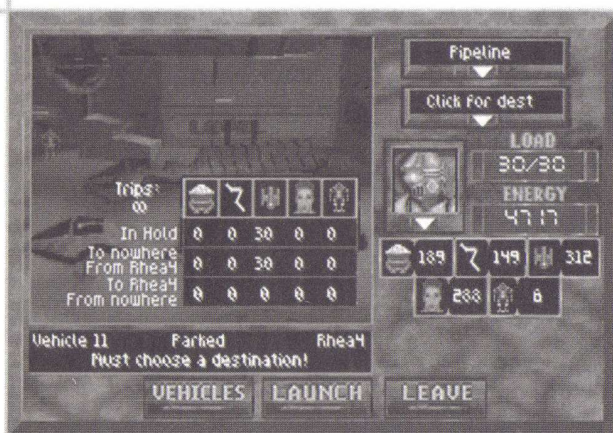 Pipeline
Click for dest
LOAD
30/30
ENERGY
4717
Trips:
∞
In Hold 0 0 30 0 0
To nowhere
From Rhea4 0 0 30 0 0
To Rhea4
From nowhere 0 0 0 0 0
189 149 312
288 8
Vehicle 11 Parked Rhea4
Must choose a destination!
VEHICLES LAUNCH LEAVE